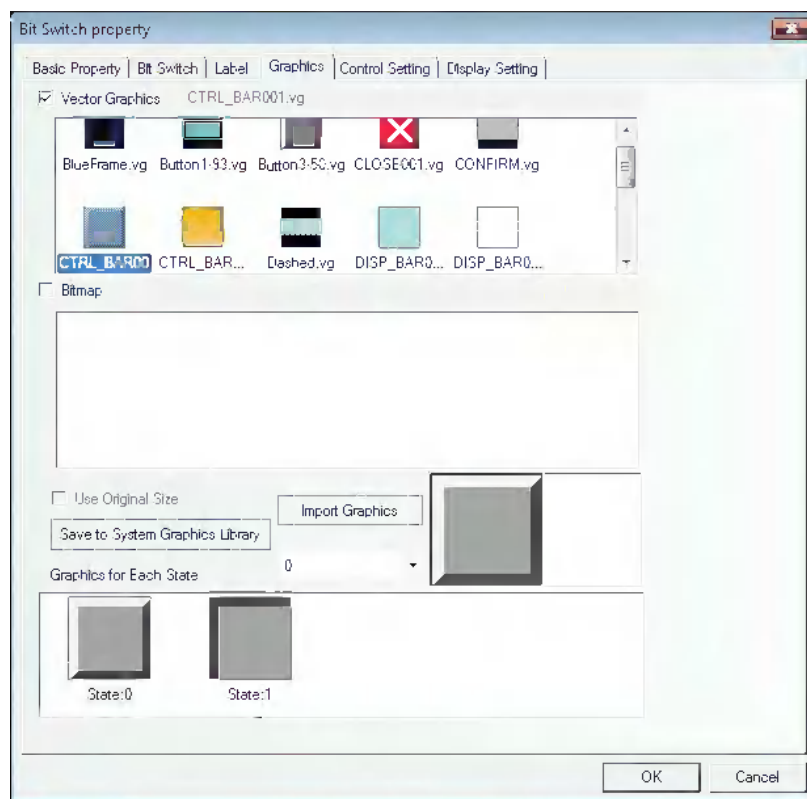 Bit Switch property
Basic Property Bit Switch Label Graphics Control Setting Display Setting
Vector Graphics CTRL_BAR001.vg
BlueFrame.vg Button1-93.vg Button3-50.vg CLOSE001.vg CONFIRM.vg
CTRL_BAR00 CTRL_BAR... Dashed.vg DISP_BAR0... DISP_BAR0...
Bitmap
Use Original Size
Import Graphics
Save to System Graphics Library
0
Graphics for Each State
State:0 State:1
OK Cancel